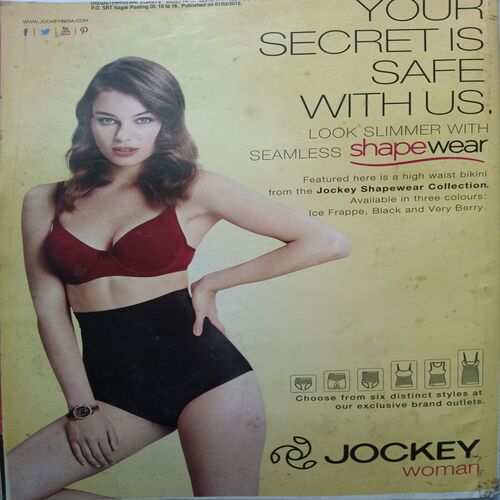 P.O. SRT Nagar Posting Dt. 10 to 16. Published on 01/02/2015.
WWW.JOCKEYINDIA.COM
YOUR
SECRET IS
SAFE
WITH US.
LOOK SLIMMER WITH
SEAMLESS shapewear
Featured here is a high waist bikini
from the Jockey Shapewear Collection.
Available in three colours:
Ice Frappe, Black and Very Berry.
Choose from six distinct styles at
our exclusive brand outlets.
JOCKEY
woman